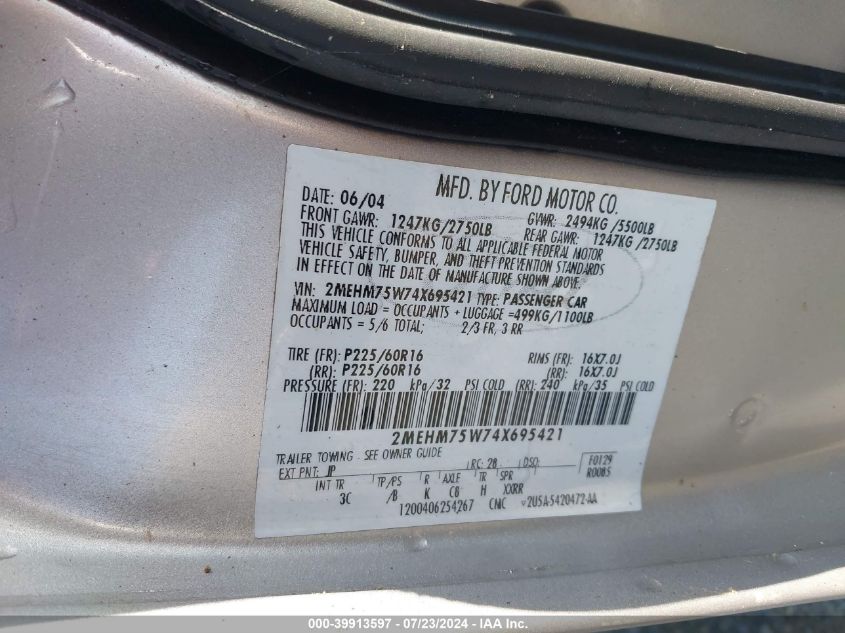 MFD. BY FORD MOTOR CO.
DATE: 06/04 GVWR: 2494KG /5500LB
FRONT GAWR: 1247KG/2750LB REAR GAWR: 1247KG /2750LB
THIS VEHICLE CONFORMS TO ALL APPLICABLE FEDERAL MOTOR
VEHICLE SAFETY, BUMPER, AND THEFT PREVENTION STANDARDS
IN EFFECT ON THE DATE OF MANUFACTURE SHOWN ABOVE.
VIN: 2MEHM75W74X695421 TYPE: PASSENGER CAR
MAXIMUM LOAD = OCCUPANTS + LUGGAGE =499KG/1100LB
OCCUPANTS = 5/6 TOTAL; 2/3 FR, 3 RR
TIRE (FR): P225/60R16 RIMS (FR): 16X7.0J
(RR): P225/60R16 (RR): 16X7.0J
PRESSURE (FR): 220 kPa/32 PSI COLD (RR): 240 kPa/35 PSI COLD
2MEHM75W74X695421
TRAILER TOWING - SEE OWNER GUIDE
EXT PNT: JP RC: 28 DSO: F0129
R0085
INT TR TP/PS R AXLE TR SPR
3C /B K CB H XXRR
1200406254267 CNC 2U5A-5420472-AA
000-39913597 - 07/23/2024 - IAA Inc.